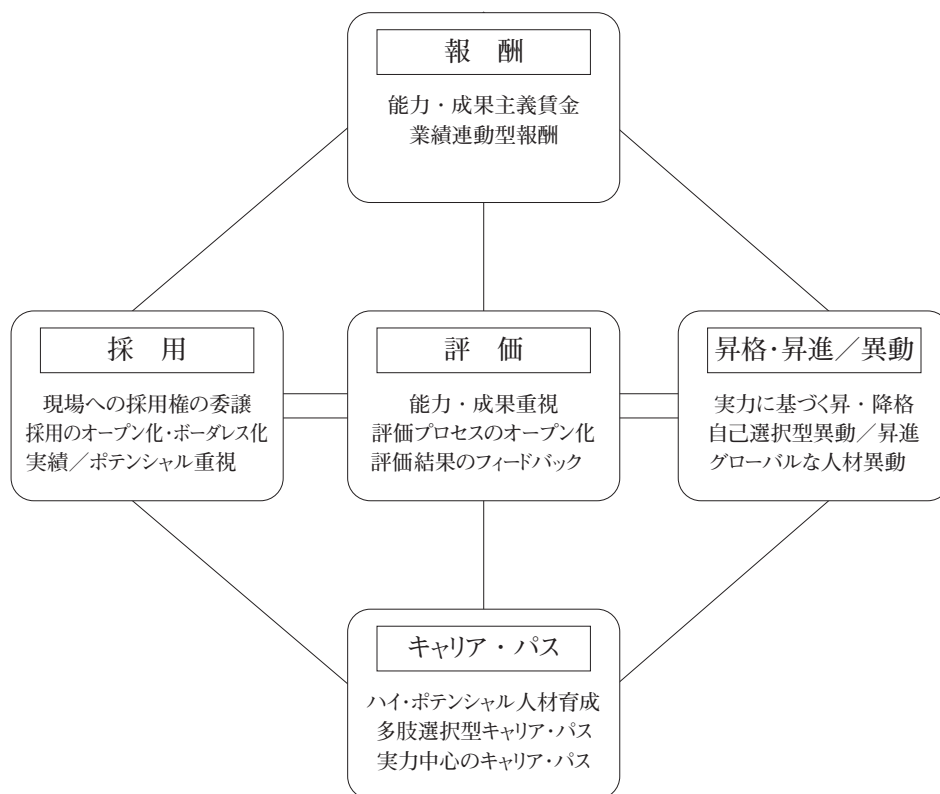 報　酬
能力・成果主義賃金
業績連動型報酬
採　用
現場への採用権の委譲
採用のオープン化・ボーダレス化
実績／ポテンシャル重視
評　価
能力・成果重視
評価プロセスのオープン化
評価結果のフィードバック
昇格・昇進／異動
実力に基づく昇・降格
自己選択型異動／昇進
グローバルな人材異動
キャリア・パス
ハイ・ポテンシャル人材育成
多肢選択型キャリア・パス
実力中心のキャリア・パス